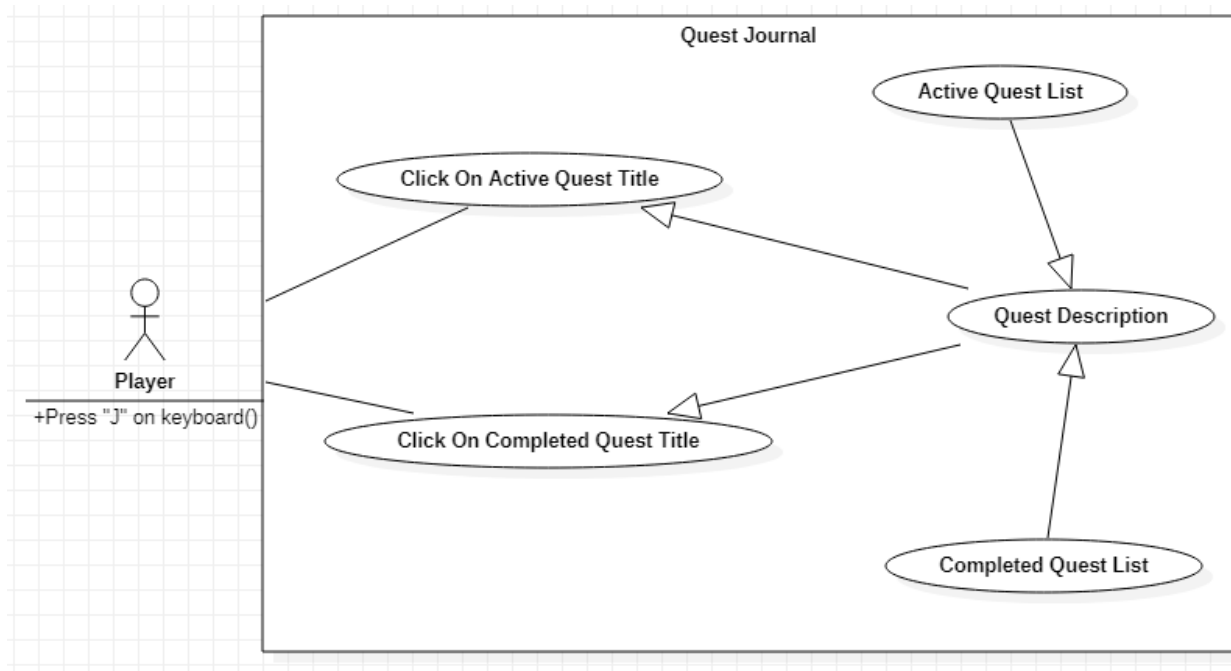 Quest Journal
Active Quest List
Click On Active Quest Title
Quest Description
Player
+Press "J" on keyboard()
Click On Completed Quest Title
Completed Quest List